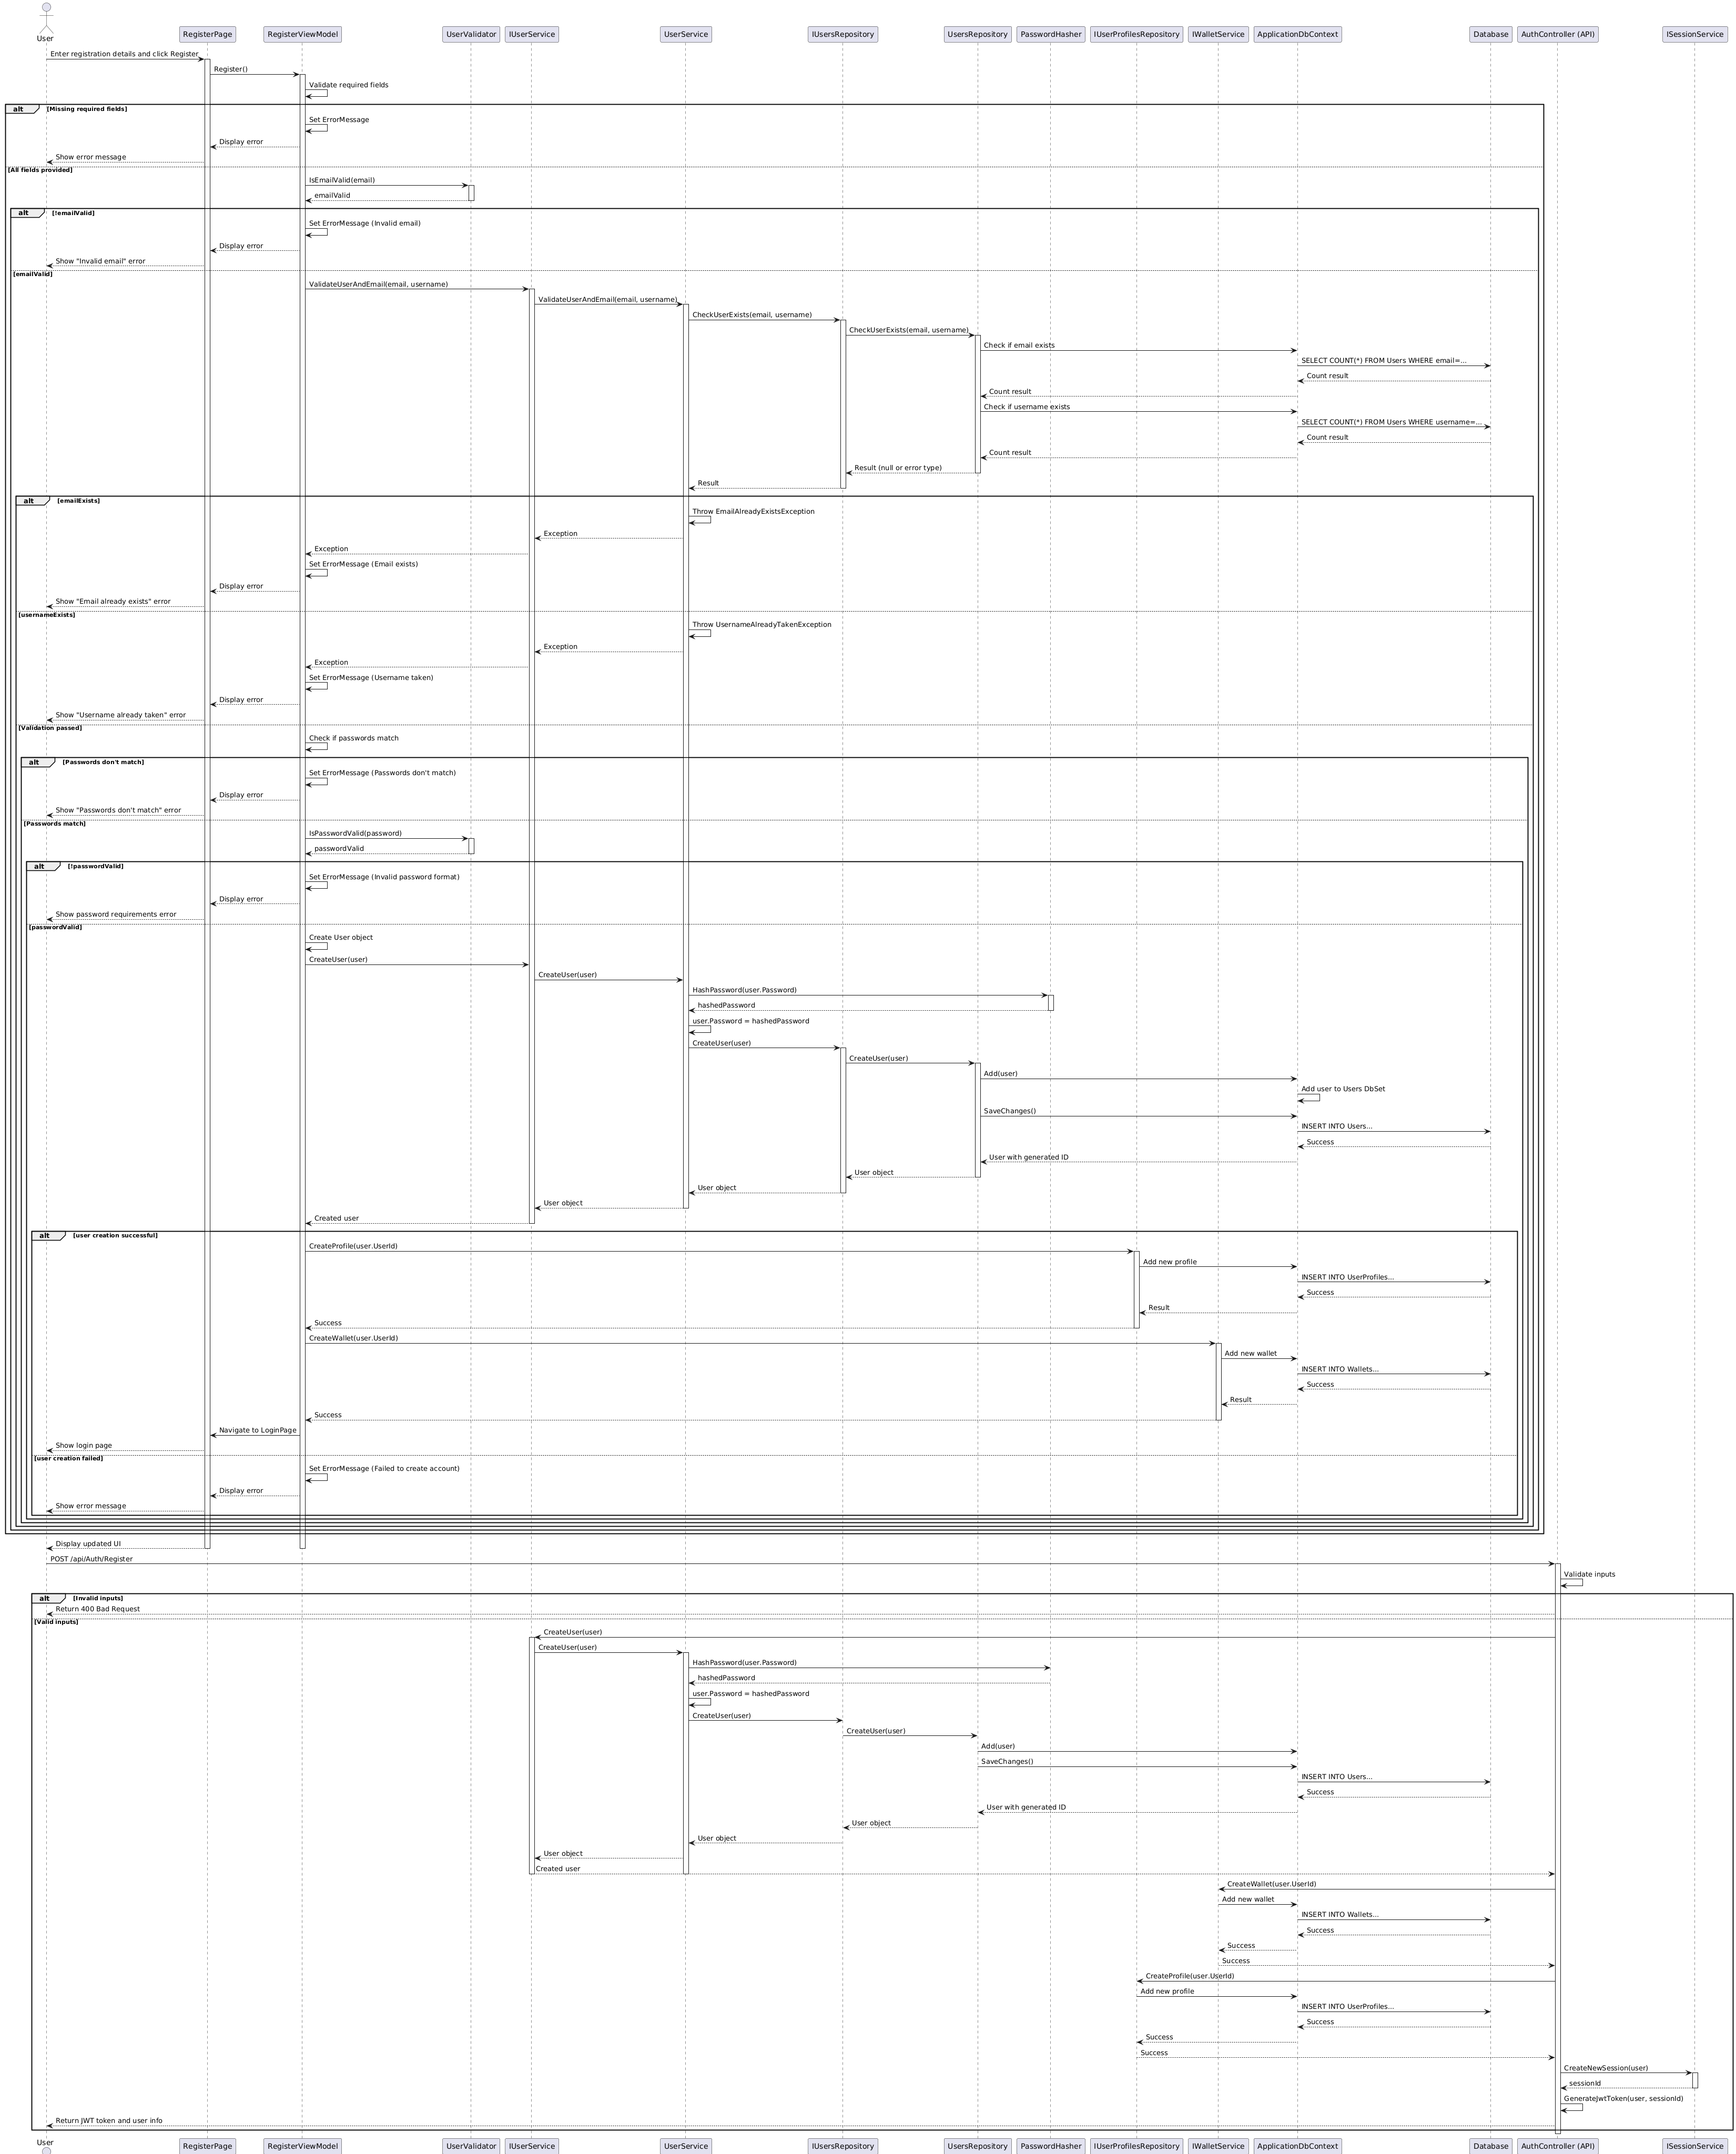 User
RegisterPage
RegisterViewModel
UserValidator
IUserService
UserService
IUsersRepository
UsersRepository
PasswordHasher
IUserProfilesRepository
IWalletService
ApplicationDbContext
Database
AuthController (API)
ISessionService
Enter registration details and click Register
Register()
Validate required fields
alt [Missing required fields]
Set ErrorMessage
Display error
Show error message
[All fields provided]
IsEmailValid(email)
emailValid
alt [!emailValid]
Set ErrorMessage (Invalid email)
Display error
Show "Invalid email" error
[emailValid]
ValidateUserAndEmail(email, username)
ValidateUserAndEmail(email, username)
CheckUserExists(email, username)
CheckUserExists(email, username)
Check if email exists
SELECT COUNT(*) FROM Users WHERE email=...
Count result
Count result
Check if username exists
SELECT COUNT(*) FROM Users WHERE username=...
Count result
Count result
Result (null or error type)
Result
alt [emailExists]
Throw EmailAlreadyExistsException
Exception
Exception
Set ErrorMessage (Email exists)
Display error
Show "Email already exists" error
[usernameExists]
Throw UsernameAlreadyTakenException
Exception
Exception
Set ErrorMessage (Username taken)
Display error
Show "Username already taken" error
[Validation passed]
Check if passwords match
alt [Passwords don't match]
Set ErrorMessage (Passwords don't match)
Display error
Show "Passwords don't match" error
[Passwords match]
IsPasswordValid(password)
passwordValid
alt [!passwordValid]
Set ErrorMessage (Invalid password format)
Display error
Show password requirements error
[passwordValid]
Create User object
CreateUser(user)
CreateUser(user)
HashPassword(user.Password)
hashedPassword
user.Password = hashedPassword
CreateUser(user)
CreateUser(user)
Add(user)
Add user to Users DbSet
SaveChanges()
INSERT INTO Users...
Success
User with generated ID
User object
User object
User object
Created user
alt [user creation successful]
CreateProfile(user.UserId)
Add new profile
INSERT INTO UserProfiles...
Success
Result
Success
CreateWallet(user.UserId)
Add new wallet
INSERT INTO Wallets...
Success
Result
Success
Navigate to LoginPage
Show login page
[user creation failed]
Set ErrorMessage (Failed to create account)
Display error
Show error message
Display updated UI
POST /api/Auth/Register
Validate inputs
alt [Invalid inputs]
Return 400 Bad Request
[Valid inputs]
CreateUser(user)
CreateUser(user)
HashPassword(user.Password)
hashedPassword
user.Password = hashedPassword
CreateUser(user)
CreateUser(user)
Add(user)
SaveChanges()
INSERT INTO Users...
Success
User with generated ID
User object
User object
User object
Created user
CreateWallet(user.UserId)
Add new wallet
INSERT INTO Wallets...
Success
Success
Success
CreateProfile(user.UserId)
Add new profile
INSERT INTO UserProfiles...
Success
Success
Success
CreateNewSession(user)
sessionId
GenerateJwtToken(user, sessionId)
Return JWT token and user info
User
RegisterPage
RegisterViewModel
UserValidator
IUserService
UserService
IUsersRepository
UsersRepository
PasswordHasher
IUserProfilesRepository
IWalletService
ApplicationDbContext
Database
AuthController (API)
ISessionService